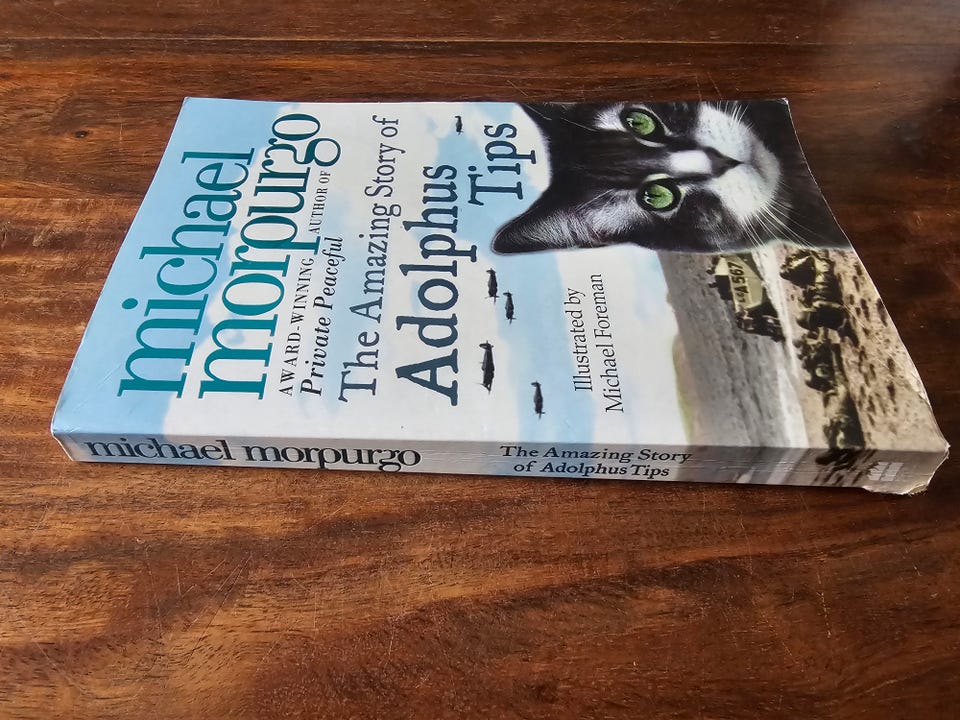 michael
morpurgo
AWARD-WINNING AUTHOR OF
Private Peaceful
The Amazing Story of
Adolphus
Tips
Illustrated by
Michael Foreman
4567
michael morpurgo
The Amazing Story
of Adolphus Tips